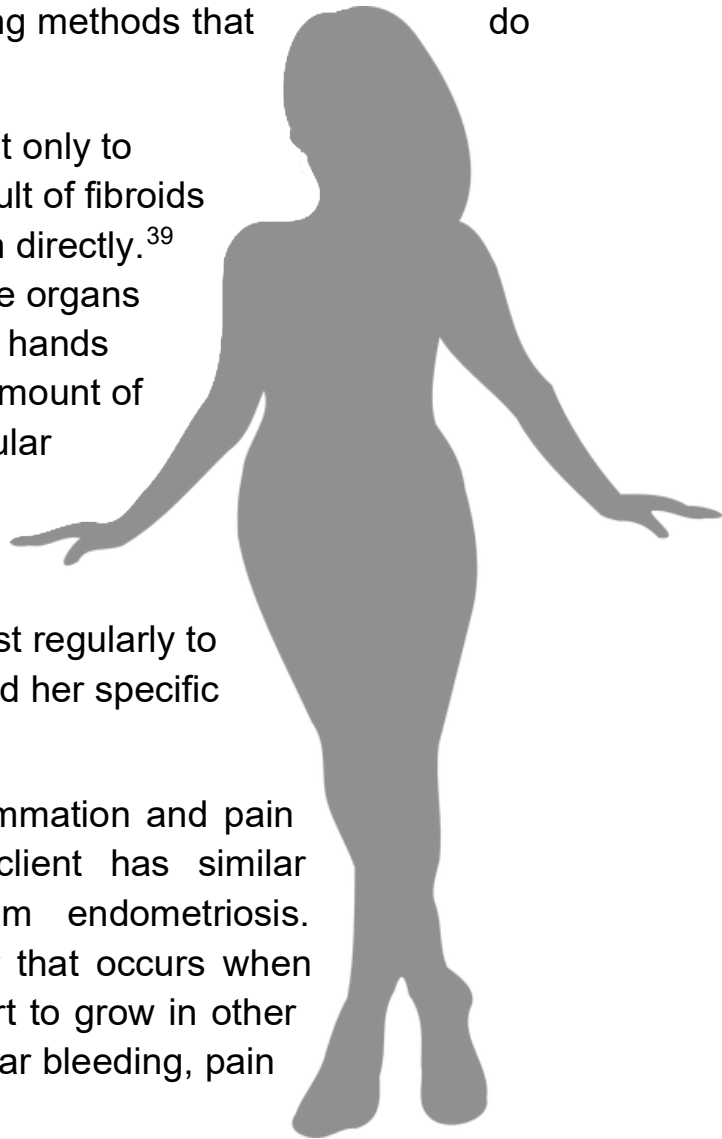 ng methods that do
t only to
ult of fibroids
n directly.39
e organs
hands
mount of
ular
st regularly to
d her specific
mmation and pain
client has similar
m endometriosis.
that occurs when
rt to grow in other
ar bleeding, pain